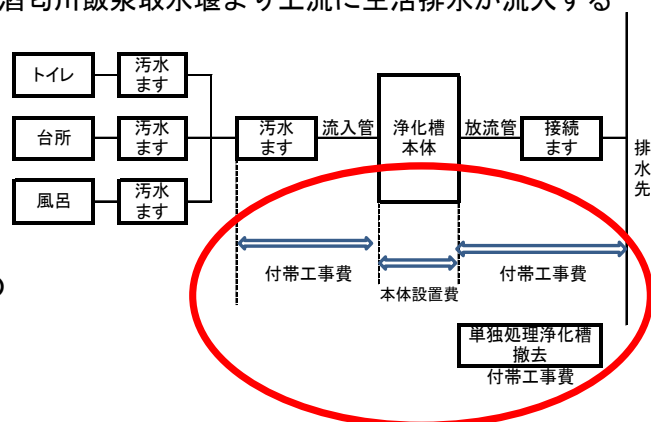 酒匂川飯泉取水堰より上流に生活排水が流入する
トイレ
汚水
ます
台所
汚水
ます
風呂
汚水
ます
汚水
ます
流入管
浄化槽
本体
放流管
接続
ます
排水先
付帯工事費
本体設置費
付帯工事費
の
単独処理浄化槽
撤去
付帯工事費